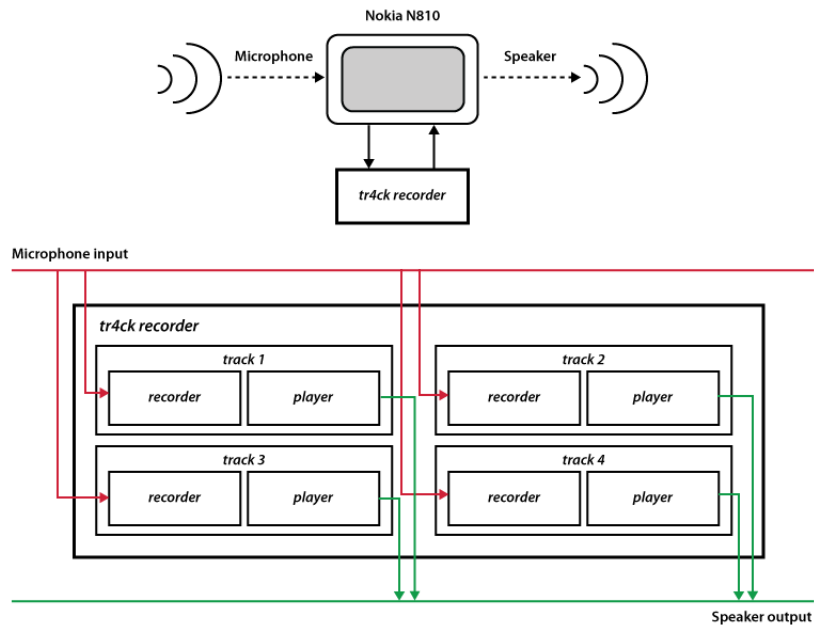 Nokia N810
Microphone
Speaker
tr4ck recorder
Microphone input
tr4ck recorder
track 1
recorder
player
track 2
recorder
player
track 3
recorder
player
track 4
recorder
player
Speaker output